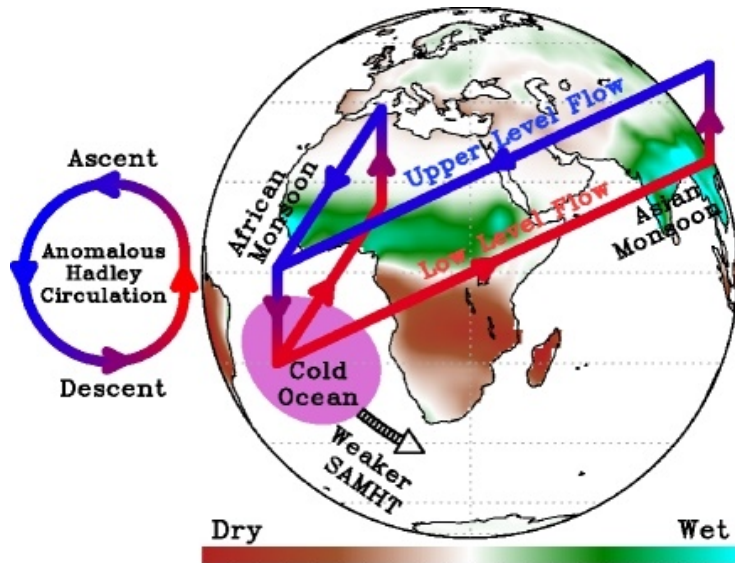 Ascent
Anomalous
Hadley
Circulation
Descent
African
Monsoon
Upper Level Flow
Low Level Flow
Asian
Monsoon
Cold
Ocean
Weaker
SAMHT
Dry
Wet